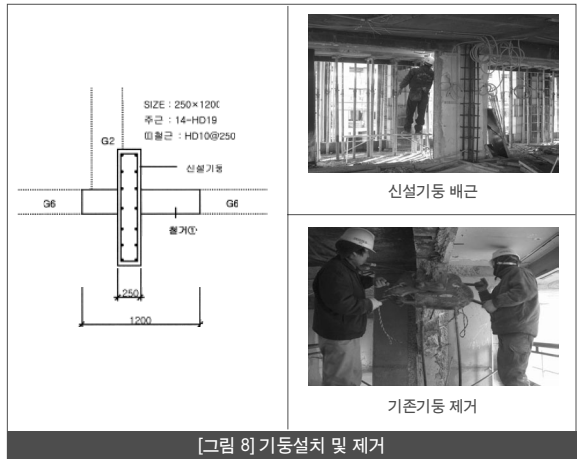 SIZE : 250×1200
주근 : 14-HD19
띠철근 : HD10@250
G2
신설기둥
G6
G6
철거①
250
1200
신설기둥 배근
기존기둥 제거
[그림 8] 기둥설치 및 제거